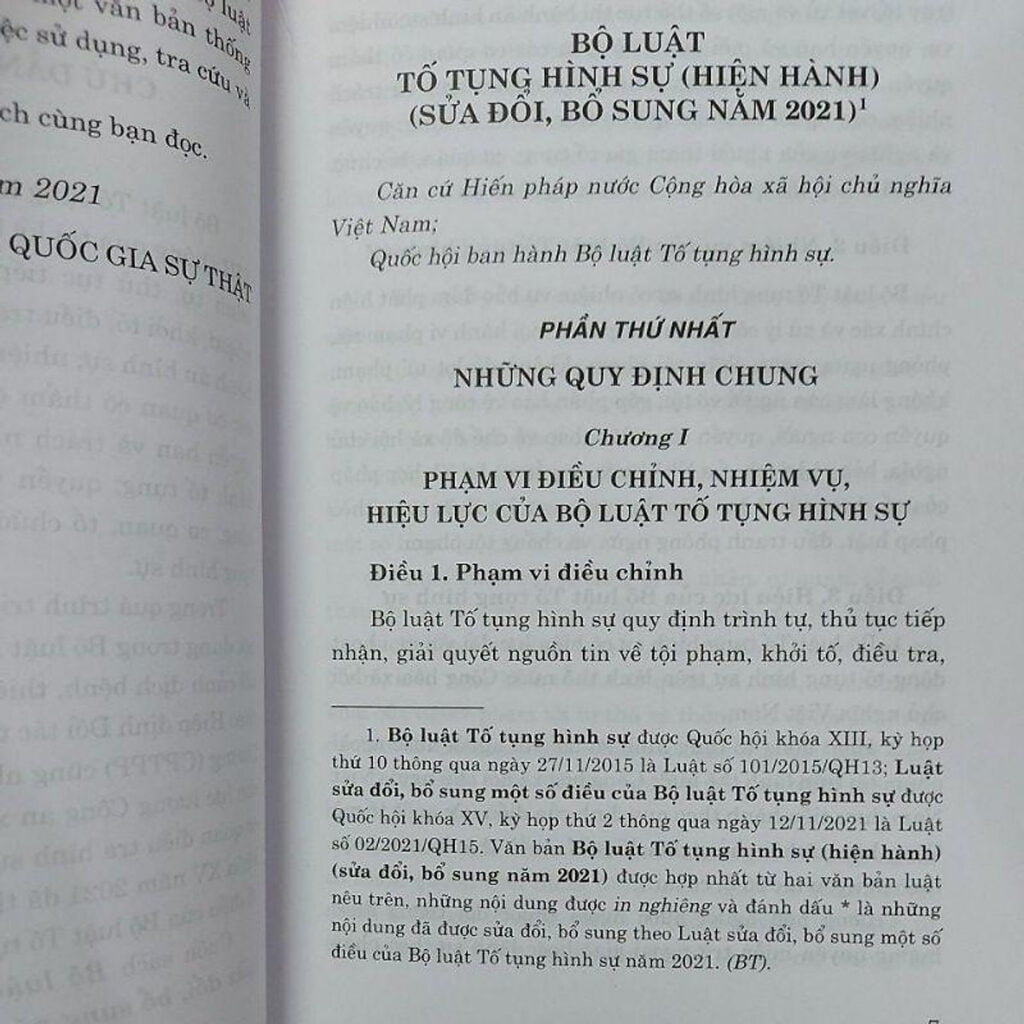 một văn bản thống
sử dụng, tra cứu và
ch cùng bạn đọc.
m 2021
QUỐC GIA SỰ THẬT
BỘ LUẬT
TỐ TỤNG HÌNH SỰ (HIỆN HÀNH)
(SỬA ĐỔI, BỔ SUNG NĂM 2021)¹
Căn cứ Hiến pháp nước Cộng hòa xã hội chủ nghĩa
Việt Nam;
Quốc hội ban hành Bộ luật Tố tụng hình sự.
PHẦN THỨ NHẤT
NHỮNG QUY ĐỊNH CHUNG
Chương I
PHẠM VI ĐIỀU CHỈNH, NHIỆM VỤ,
HIỆU LỰC CỦA BỘ LUẬT TỐ TỤNG HÌNH SỰ
Điều 1. Phạm vi điều chỉnh
Bộ luật Tố tụng hình sự quy định trình tự, thủ tục tiếp
nhận, giải quyết nguồn tin về tội phạm, khởi tố, điều tra,
1. Bộ luật Tố tụng hình sự được Quốc hội khóa XIII, kỳ họp
thứ 10 thông qua ngày 27/11/2015 là Luật số 101/2015/QH13; Luật
sửa đổi, bổ sung một số điều của Bộ luật Tố tụng hình sự được
Quốc hội khóa XV, kỳ họp thứ 2 thông qua ngày 12/11/2021 là Luật
số 02/2021/QH15. Văn bản Bộ luật Tố tụng hình sự (hiện hành)
(sửa đổi, bổ sung năm 2021) được hợp nhất từ hai văn bản luật
nêu trên, những nội dung được in nghiêng và đánh dấu * là những
nội dung đã được sửa đổi, bổ sung theo Luật sửa đổi, bổ sung một số
điều của Bộ luật Tố tụng hình sự năm 2021. (BT).